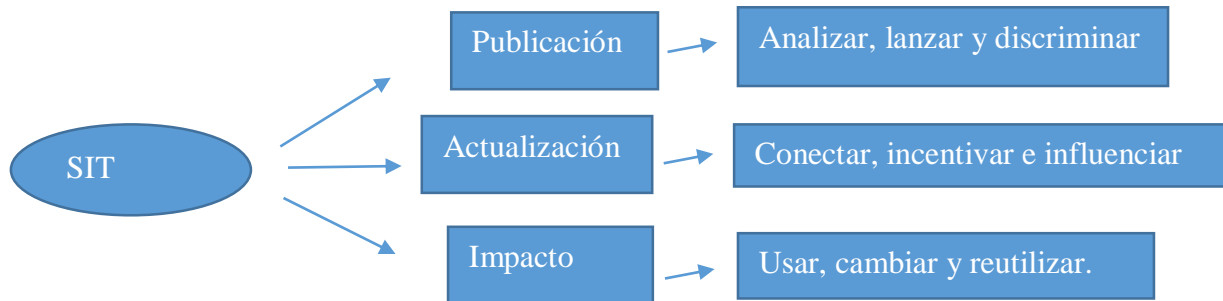 Publicación
Analizar, lanzar y discriminar
SIT
Actualización
Conectar, incentivar e influenciar
Impacto
Usar, cambiar y reutilizar.